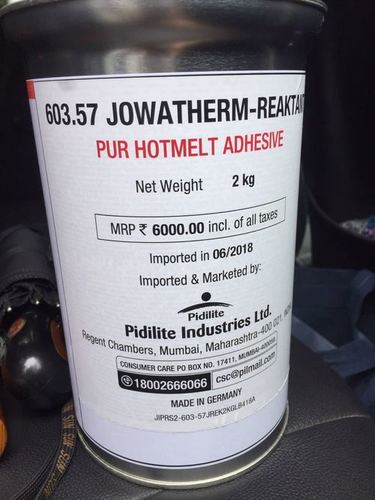 603.57 JOWATHERM-REAKTANT
PUR HOTMELT ADHESIVE
Net Weight 2 kg
MRP ₹ 6000.00 incl. of all taxes
Imported in 06/2018
Imported & Marketed by:
Pidilite
Pidilite Industries Ltd.
Regent Chambers, Mumbai, Maharashtra-400 021,
CONSUMER CARE PO BOX NO. 17411, MUMBAI-400059
18002666066 csc@pilmail.com
MADE IN GERMANY
JIPRS2-603-57JREK2KGLB418A